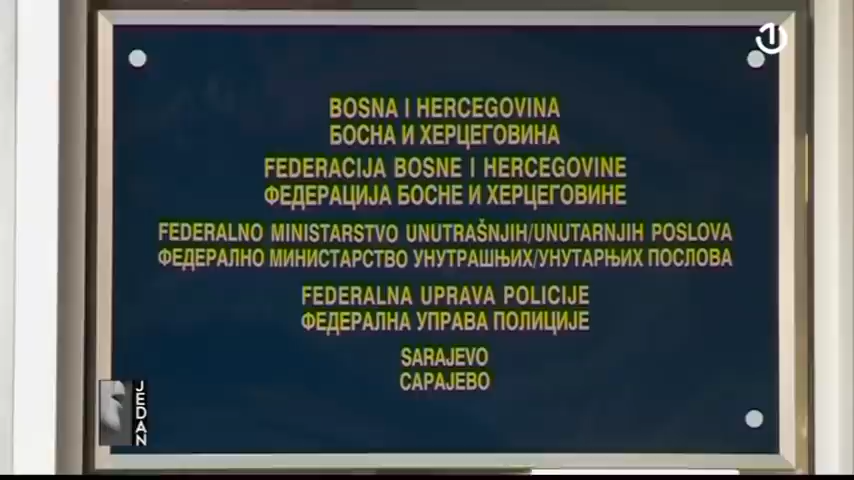 BOSNA I HERCEGOVINA
БОСНА И ХЕРЦЕГОВИНА
FEDERACIJA BOSNE I HERCEGOVINE
ФЕДЕРАЦИЈА БОСНЕ И ХЕРЦЕГОВИНЕ
FEDERALNO MINISTARSTVO UNUTRAŠNJIH/UNUTARNJIH POSLOVA
ФЕДЕРАЛНО МИНИСТАРСТВО УНУТРАШЊИХ/УНУТАРЊИХ ПОСЛОВА
FEDERALNA UPRAVA POLICIJE
ФЕДЕРАЛНА УПРАВА ПОЛИЦИЈЕ
SARAJEVO
САРАЈЕВО
JEDAN
1